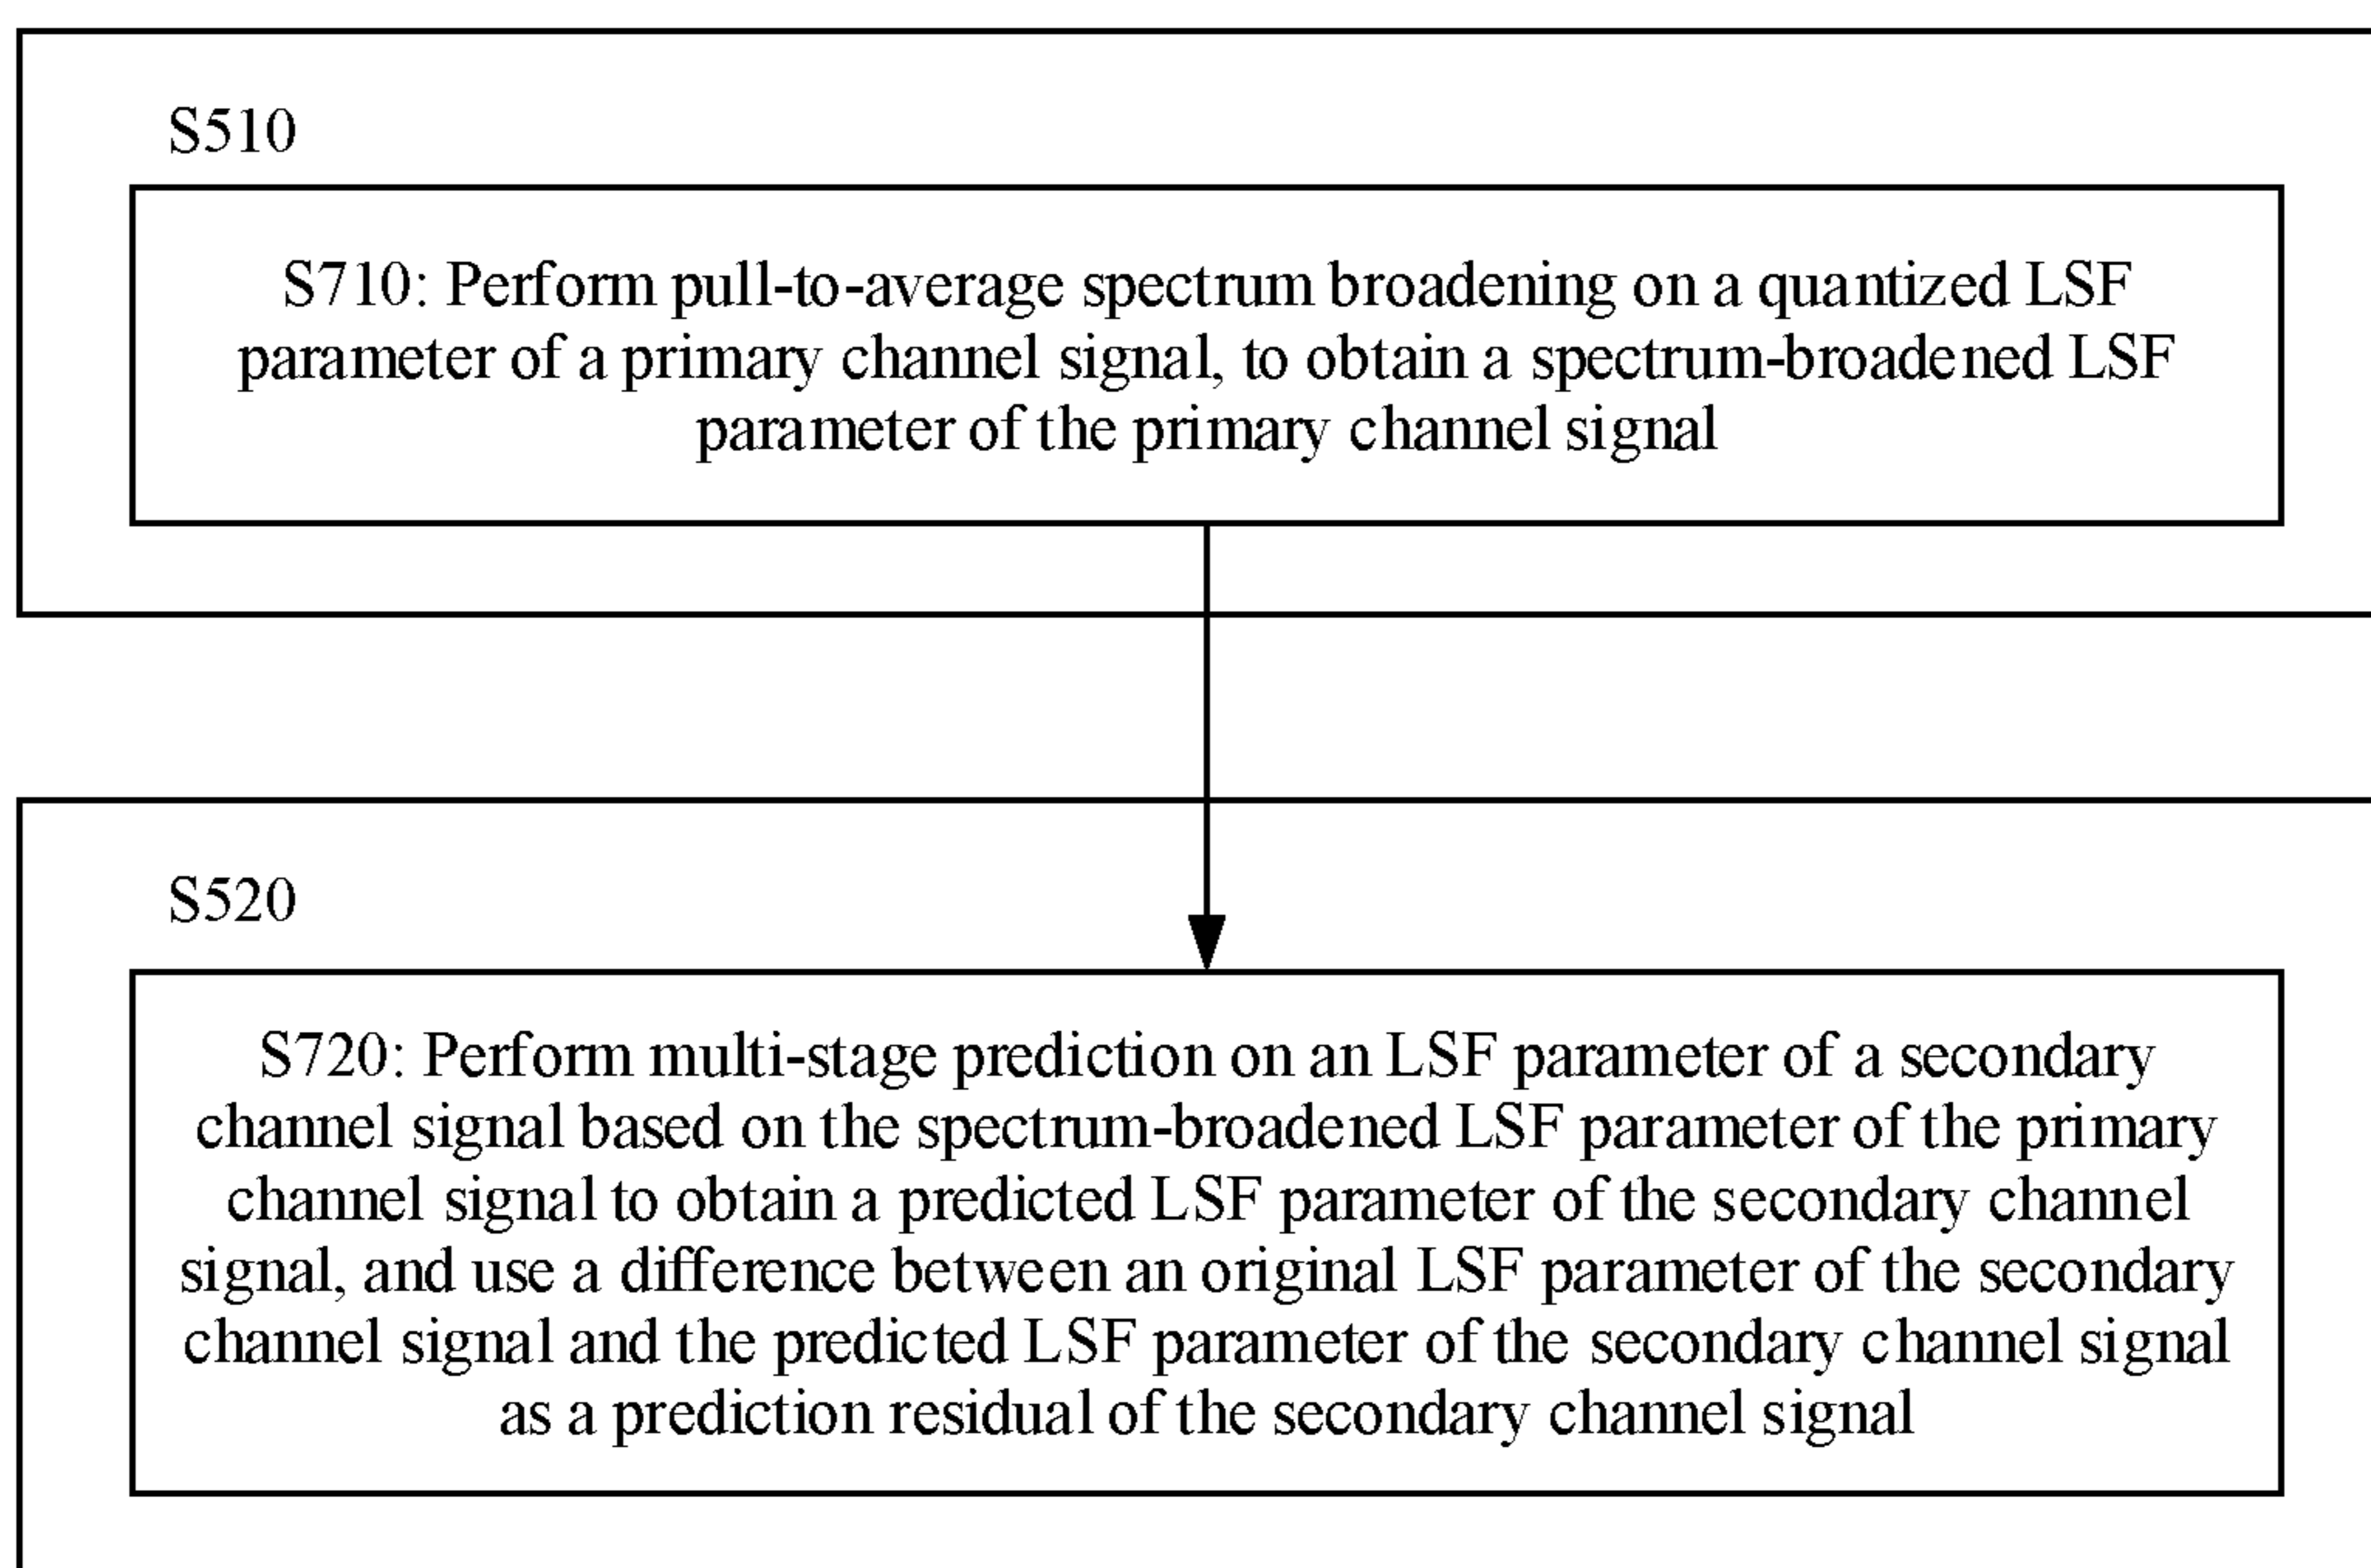 S510
S710: Perform pull-to-average spectrum broadening on a quantized LSF
parameter of a primary channel signal, to obtain a spectrum-broadened LSF
parameter of the primary channel signal
S520
S720: Perform multi-stage prediction on an LSF parameter of a secondary
channel signal based on the spectrum-broadened LSF parameter of the primary
channel signal to obtain a predicted LSF parameter of the secondary channel
signal, and use a difference between an original LSF parameter of the secondary
channel signal and the predicted LSF parameter of the secondary channel signal
as a prediction residual of the secondary channel signal